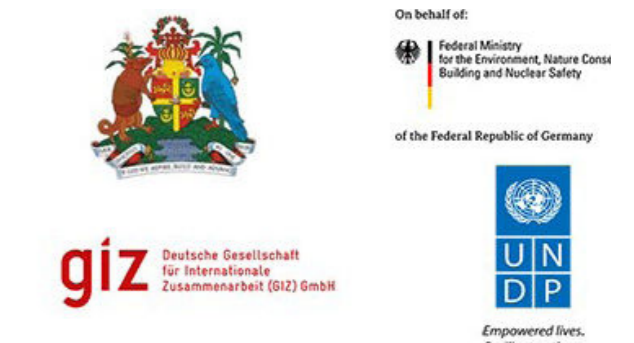 On behalf of:
Federal Ministry
for the Environment, Nature Conse
Building and Nuclear Safety
of the Federal Republic of Germany
giz Deutsche Gesellschaft
für Internationale
Zusammenarbeit (GIZ) GmbH
U N
D P
Empowered lives.